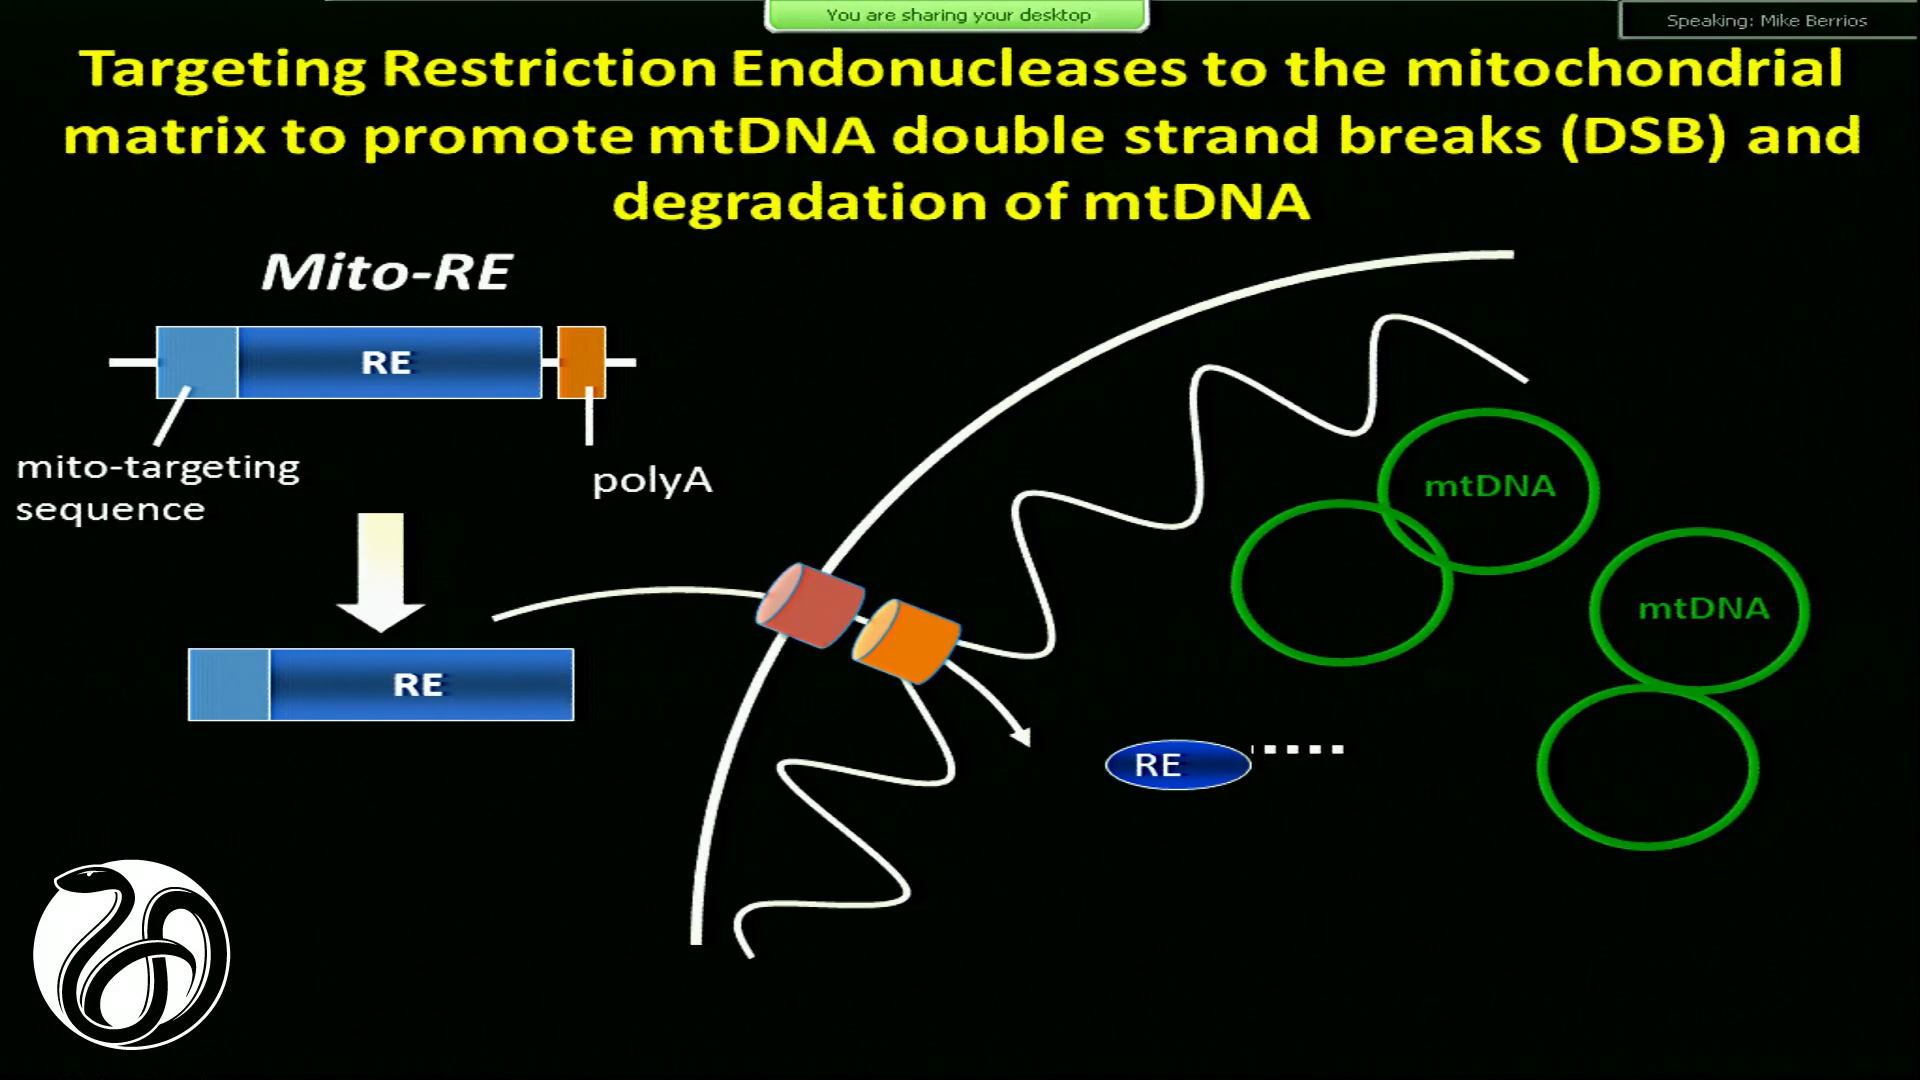 You are sharing your desktop
Speaking: Mike Berrios
Targeting Restriction Endonucleases to the mitochondrial
matrix to promote mtDNA double strand breaks (DSB) and
degradation of mtDNA
Mito-RE
RE
mito-targeting
sequence
polyA
RE
mtDNA
mtDNA
RE